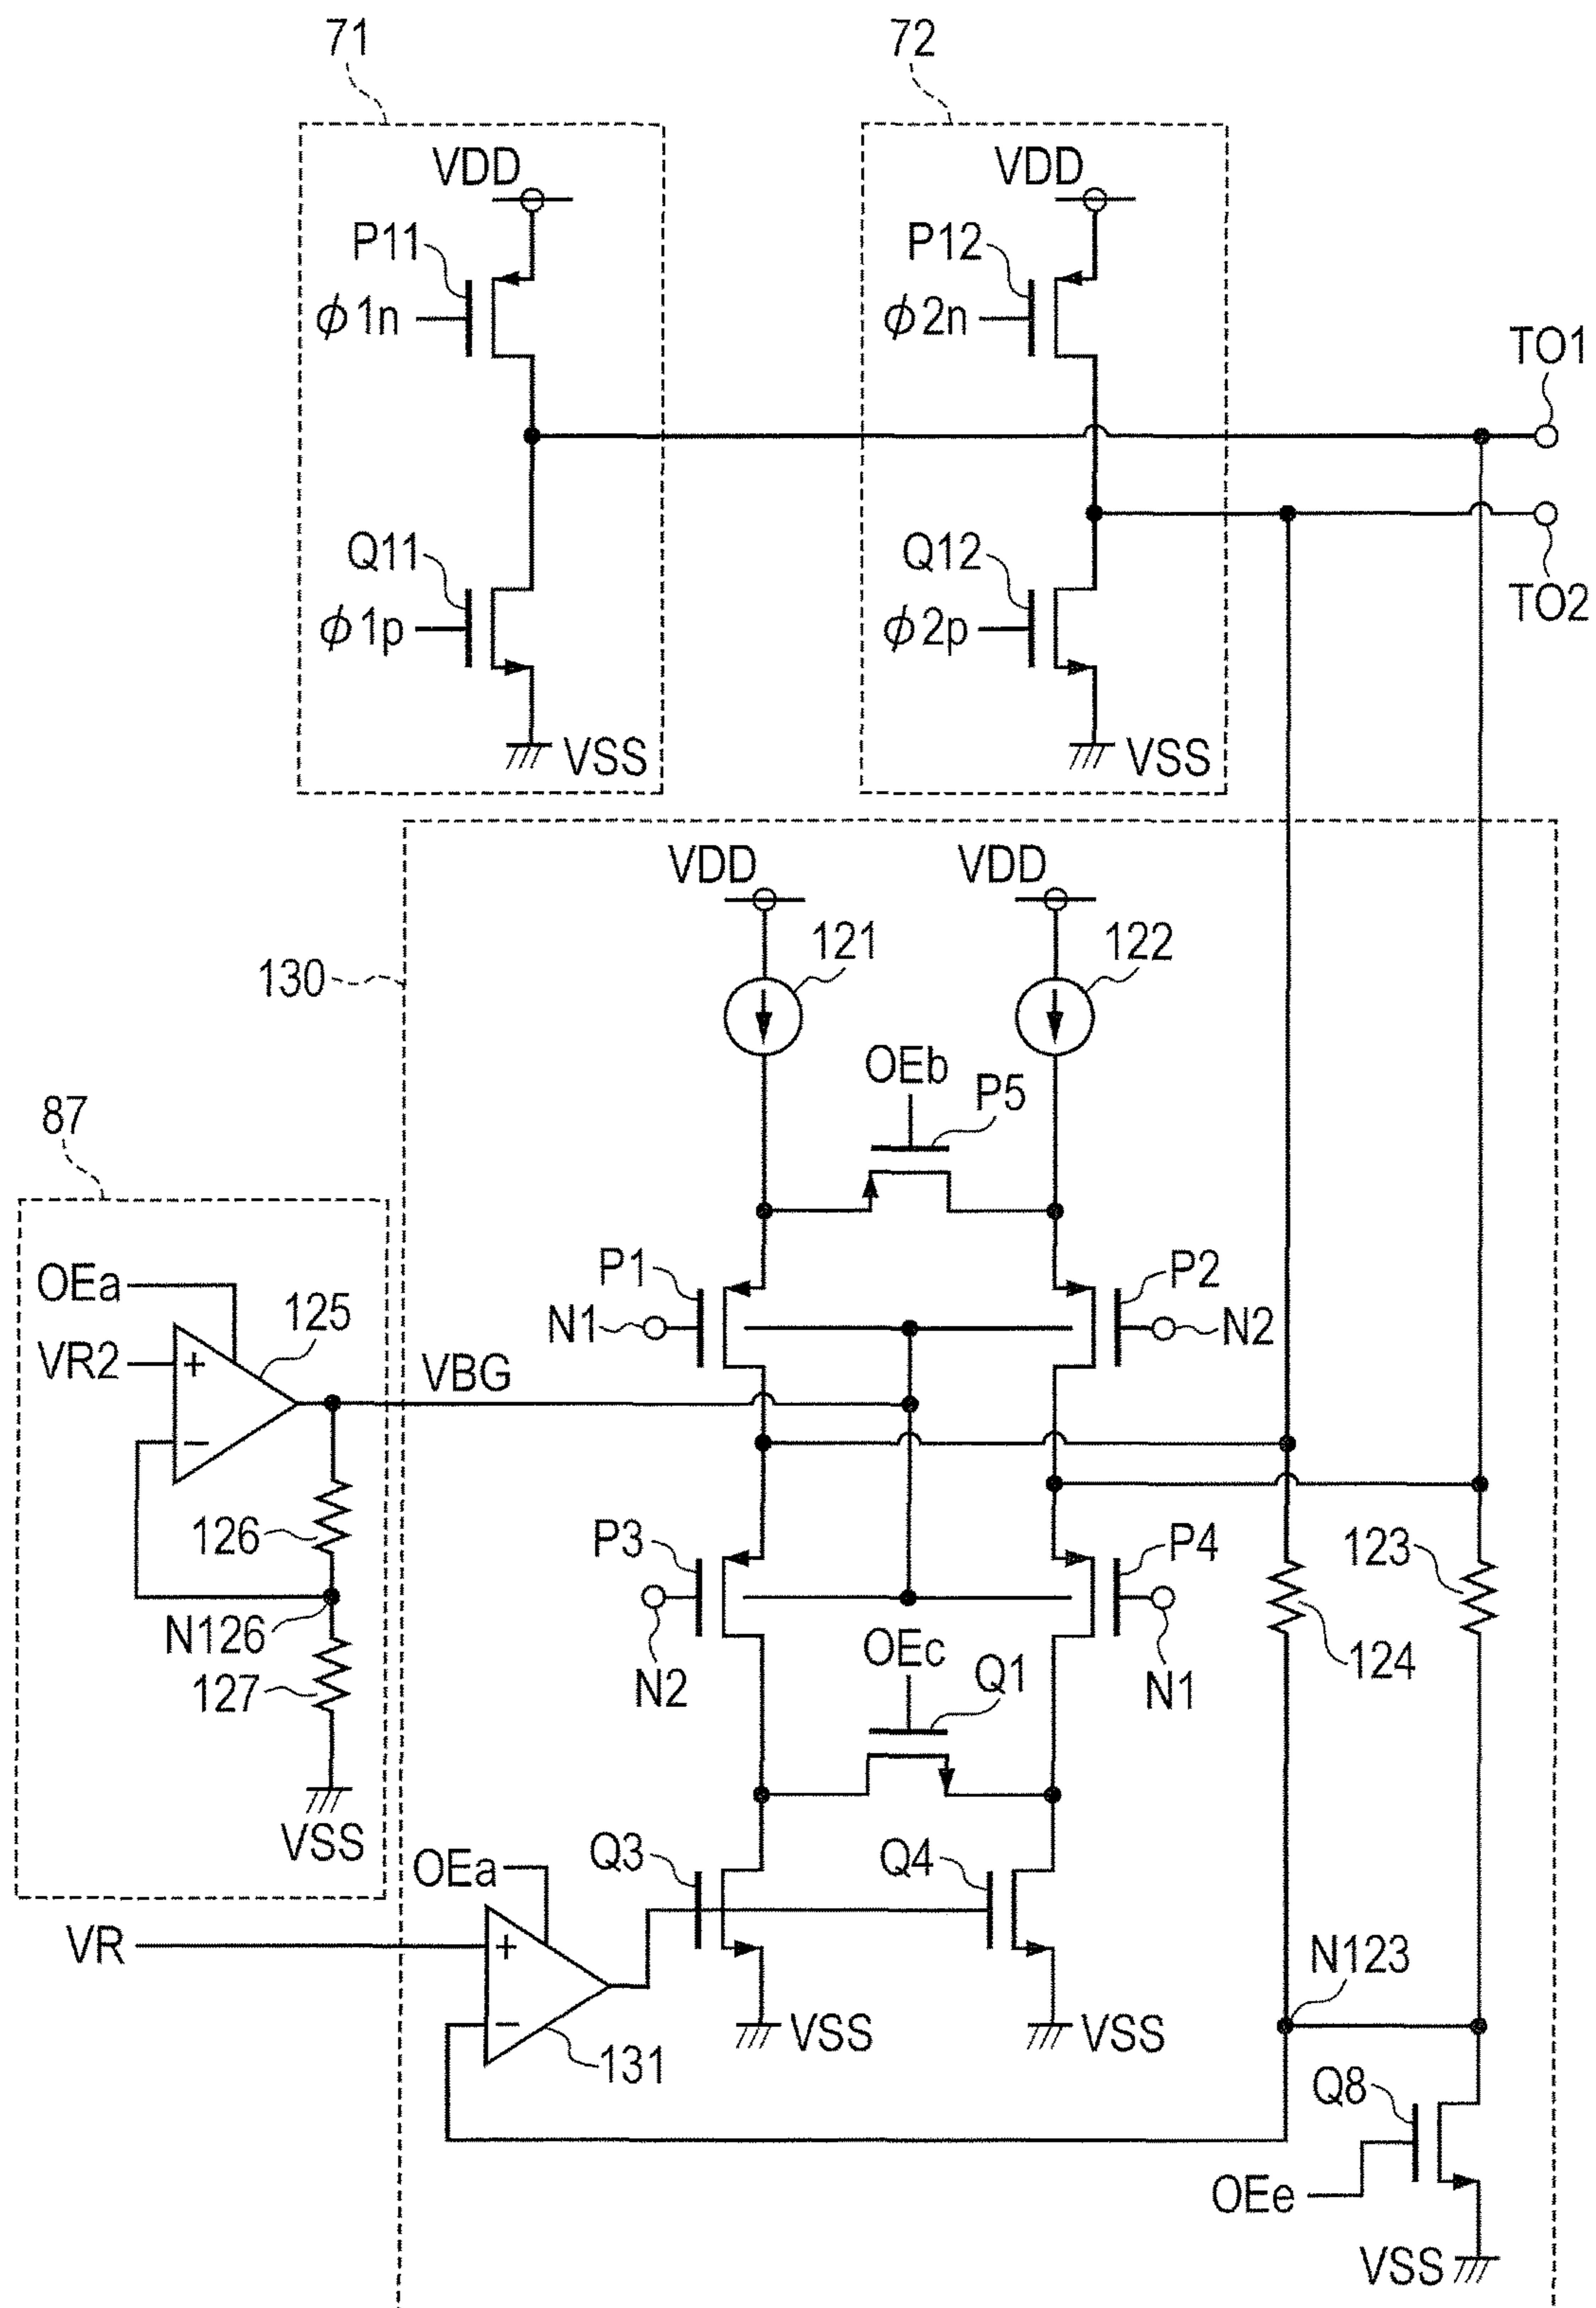 71
72
VDD
VDD
P11
P12
ϕ1n
ϕ2n
TO1
Q11
Q12
TO2
ϕ1p
ϕ2p
VSS
VSS
VDD
VDD
121
122
130
OEb
P5
87
P1
P2
OEa
N1
N2
125
VR2
+
VBG
−
P3
P4
123
126
N126
OEc
Q1
124
127
N2
N1
VSS
Q3
Q4
OEa
VR
+
N123
−
VSS
VSS
131
Q8
OEe
VSS